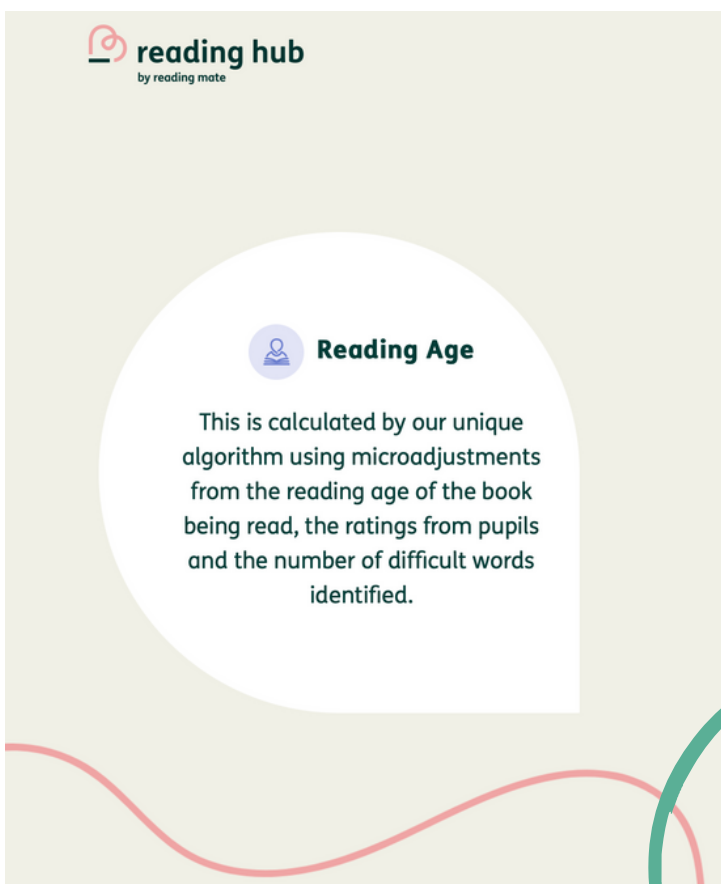 reading hub
by reading mate
Reading Age
This is calculated by our unique
algorithm using microadjustments
from the reading age of the book
being read, the ratings from pupils
and the number of difficult words
identified.